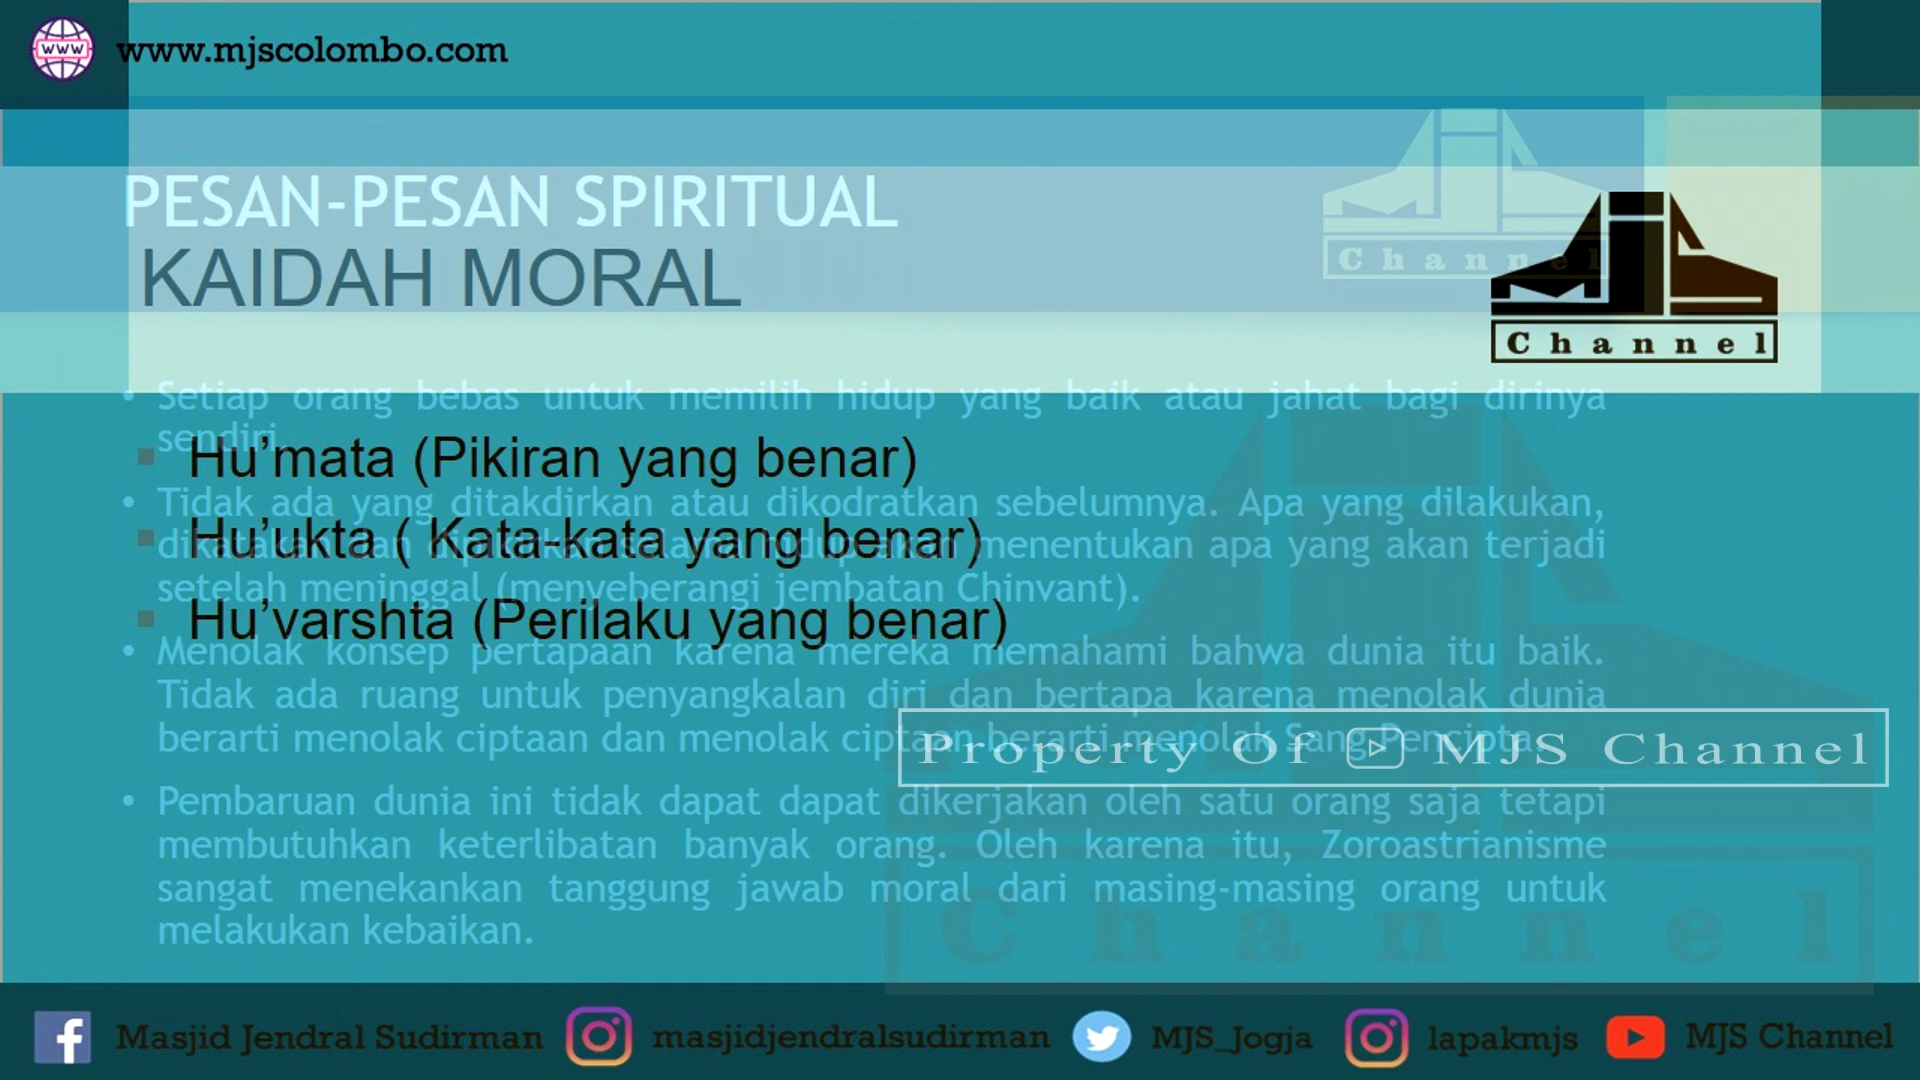 www.mjscolombo.com
PESAN-PESAN SPIRITUAL
KAIDAH MORAL
Channel
Channel
• Setiap orang bebas untuk memilih hidup yang baik atau jahat bagi dirinya
sendiri.
▪ Hu’mata (Pikiran yang benar)
• Tidak ada yang ditakdirkan atau dikodratkan sebelumnya. Apa yang dilakukan,
▪ Hu’ukta ( Kata-kata yang benar)
menentukan apa yang akan terjadi
setelah meninggal (menyeberangi jembatan Chinvant).
▪ Hu’varshta (Perilaku yang benar)
• Menolak konsep pertapaan karena mereka memahami bahwa dunia itu baik.
Tidak ada ruang untuk penyangkalan diri dan bertapa karena menolak dunia
berarti menolak ciptaan dan menolak ciptaan berarti menolak Sang Pencipta.
Property Of MJS Channel
• Pembaruan dunia ini tidak dapat dapat dikerjakan oleh satu orang saja tetapi
membutuhkan keterlibatan banyak orang. Oleh karena itu, Zoroastrianisme
sangat menekankan tanggung jawab moral dari masing-masing orang untuk
melakukan kebaikan.
Channel
Masjid Jendral Sudirman masjidjendralsudirman MJS_Jogja lapakmjs MJS Channel